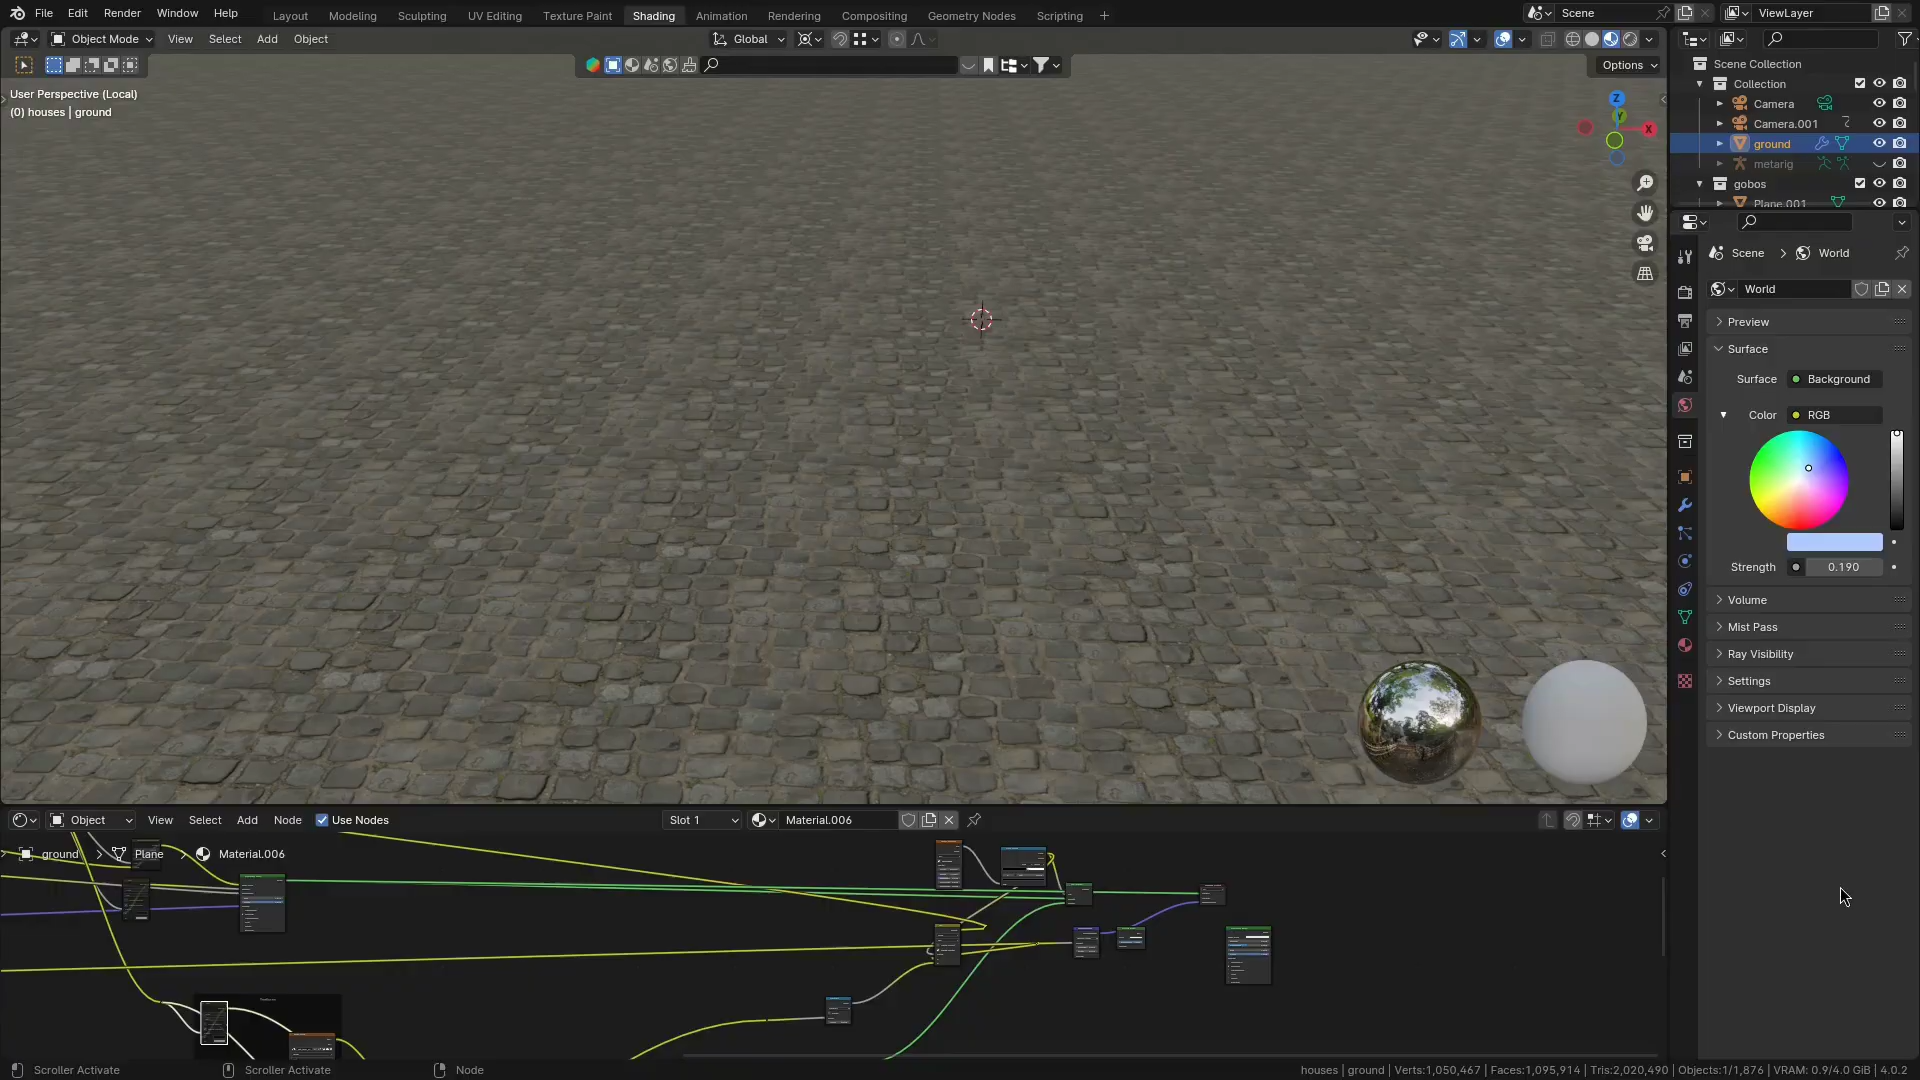 File Edit Render Window Help Layout Modeling Sculpting UV Editing Texture Paint Shading Animation Rendering Compositing Geometry Nodes Scripting + Scene ViewLayer
Object Mode View Select Add Object Global
Options
User Perspective (Local)
(0) houses | ground
Z
Y
X
Scene Collection
Collection
Camera
Camera.001
ground
metarig
gobos
Plane.001
Scene > World
World
Preview
Surface
Surface Background
Color RGB
Strength 0.190
Volume
Mist Pass
Ray Visibility
Settings
Viewport Display
Custom Properties
Object View Select Add Node Use Nodes Slot 1 Material.006
ground > Plane > Material.006
Scroller Activate Scroller Activate Node houses | ground | Verts:1,050,467 | Faces:1,095,914 | Tris:2,020,490 | Objects:1/1,876 | VRAM: 0.9/4.0 GiB | 4.0.2